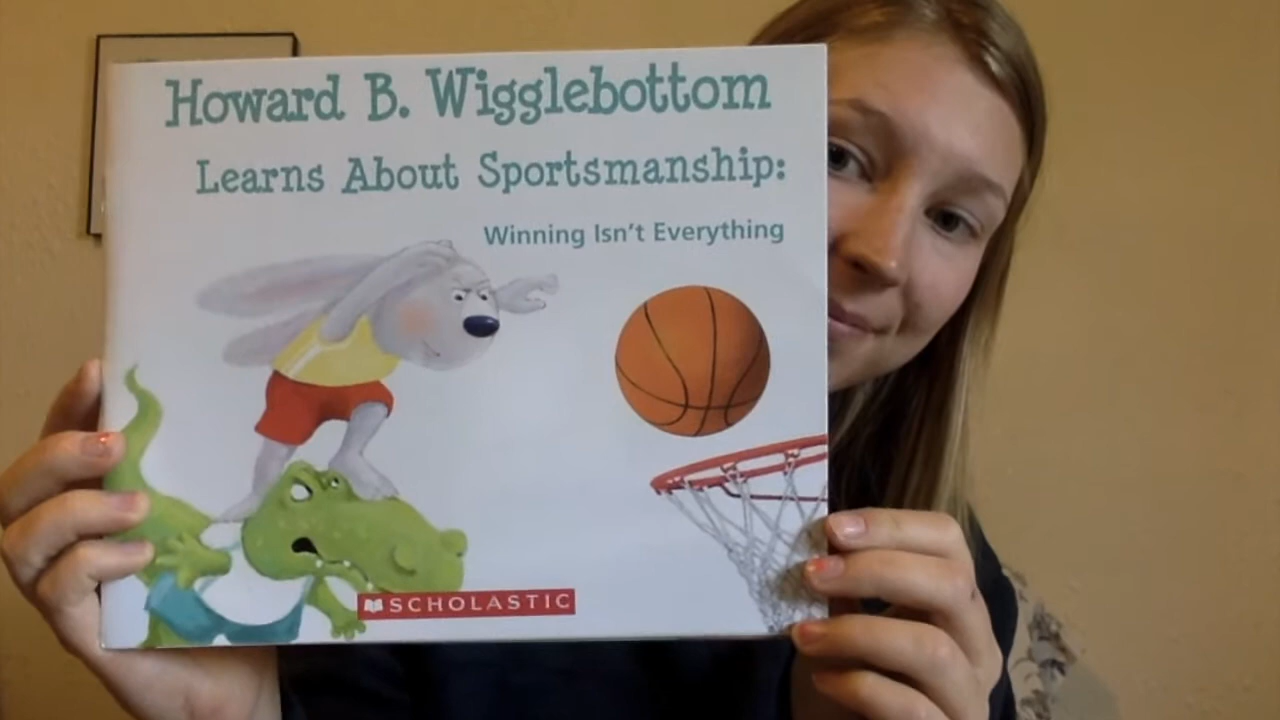 Howard B. Wigglebottom
Learns About Sportsmanship:
Winning Isn't Everything
SCHOLASTIC